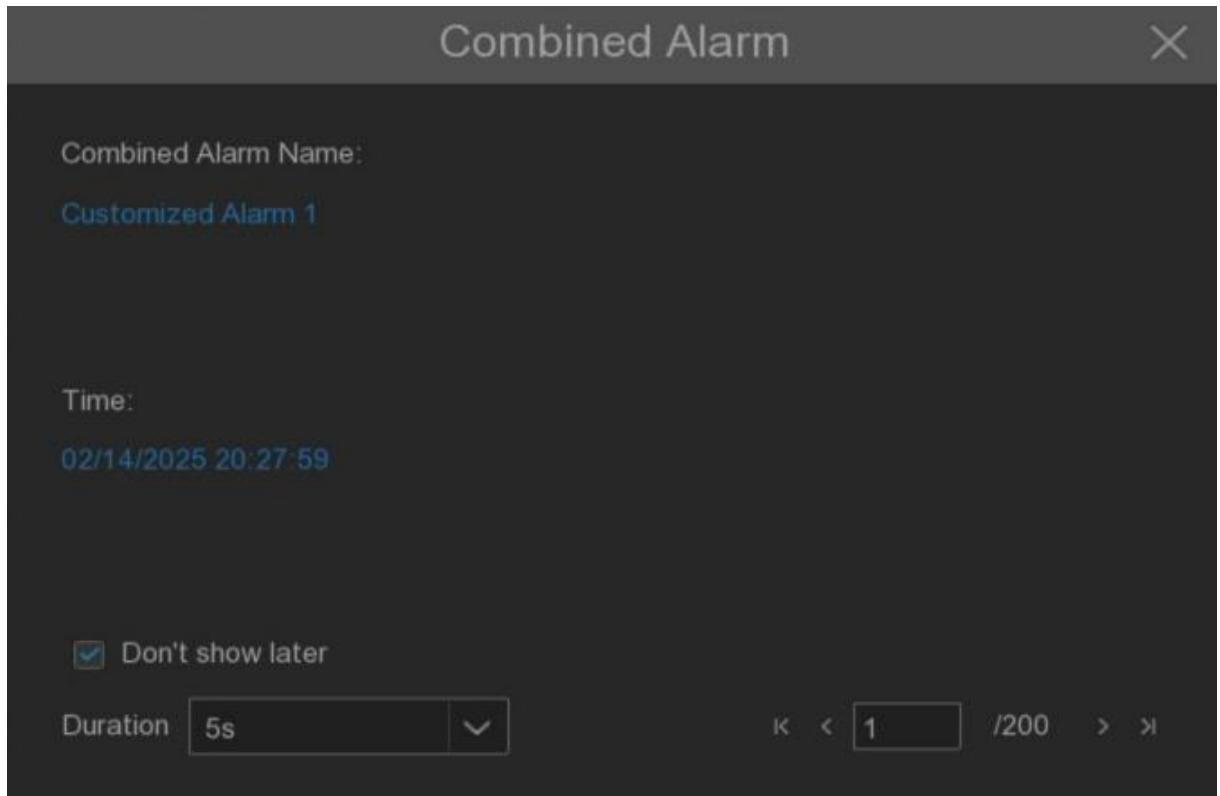 Combined Alarm
Combined Alarm Name:
Customized Alarm 1
Time:
02/14/2025 20:27:59
Don't show later
Duration 5s 1 /200